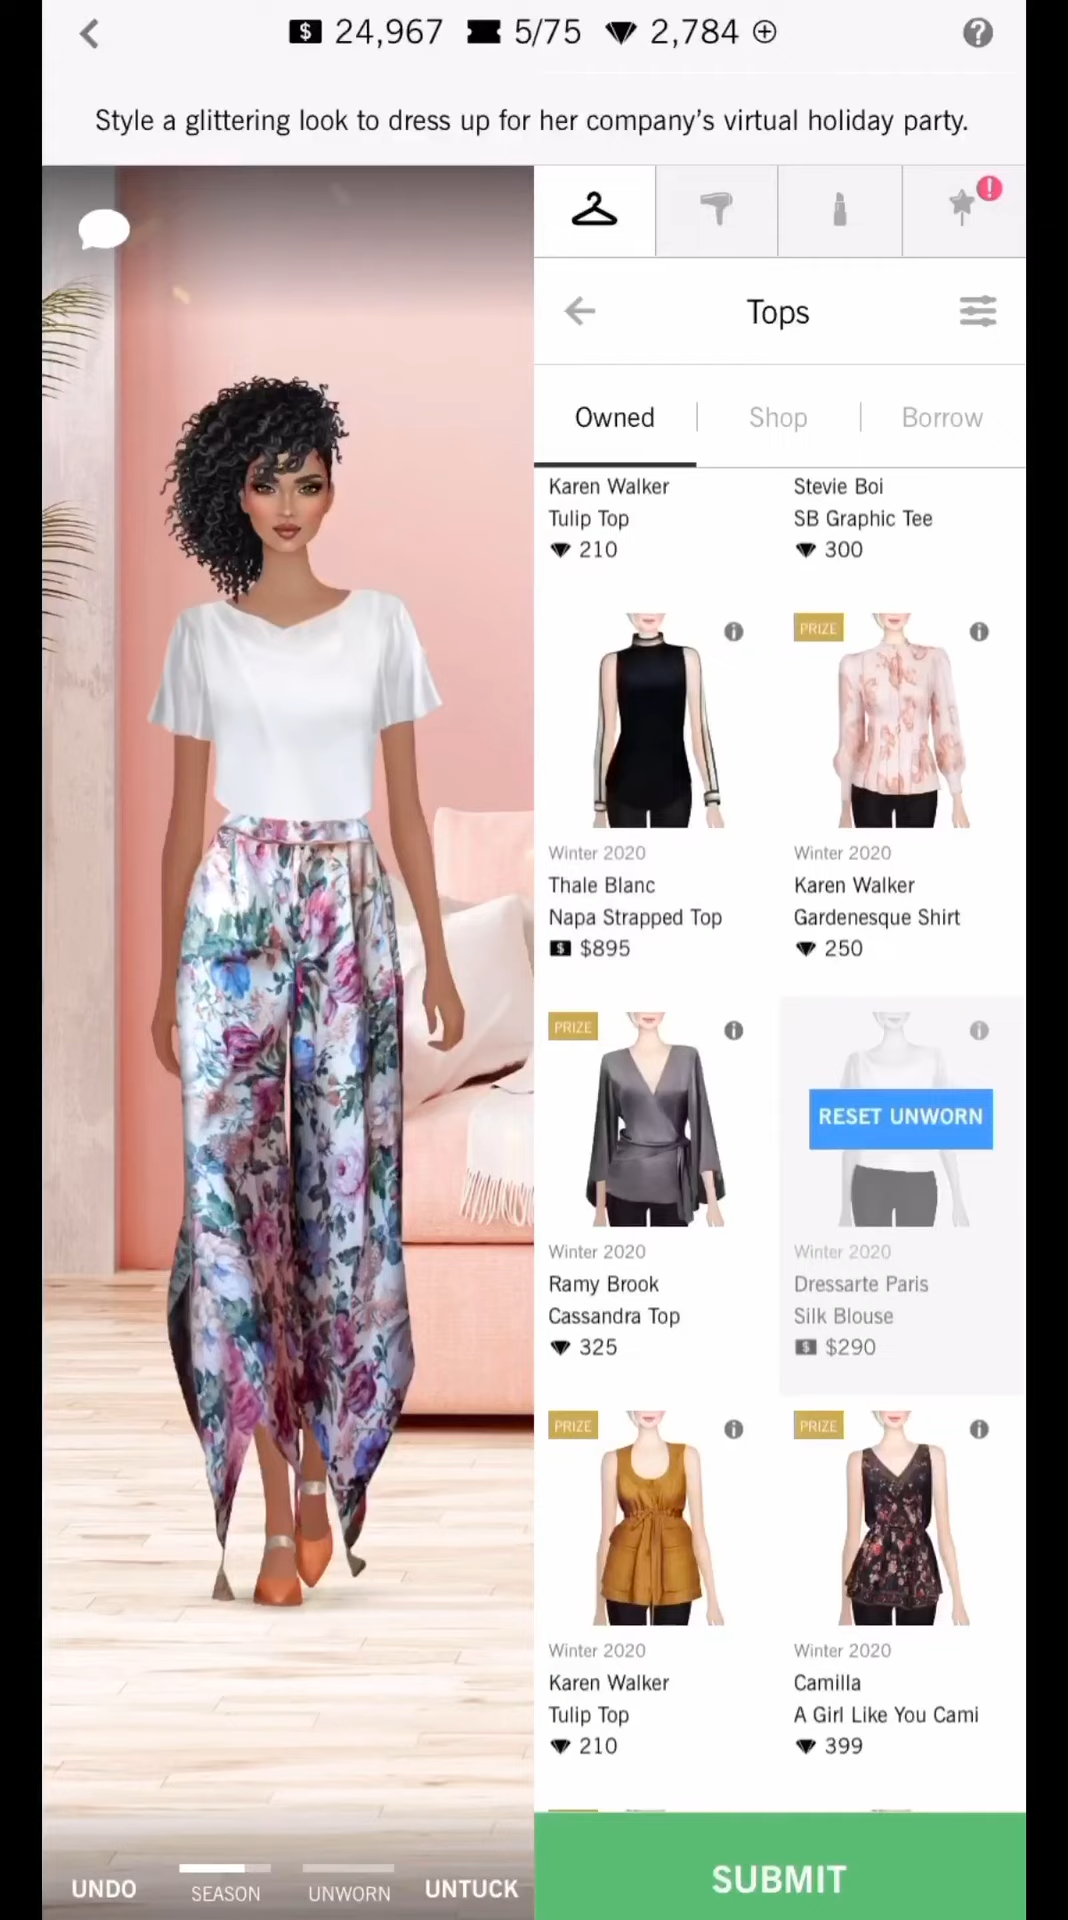 $ 24,967 5/75 2,784 +
?
Style a glittering look to dress up for her company's virtual holiday party.
!
Tops
Owned
Shop
Borrow
Karen Walker
Tulip Top
210
Stevie Boi
SB Graphic Tee
300
i
Winter 2020
Thale Blanc
Napa Strapped Top
$ $895
PRIZE
i
Winter 2020
Karen Walker
Gardenesque Shirt
250
PRIZE
i
Winter 2020
Ramy Brook
Cassandra Top
325
i
RESET UNWORN
Winter 2020
Dressarte Paris
Silk Blouse
$ $290
PRIZE
i
Winter 2020
Karen Walker
Tulip Top
210
PRIZE
i
Winter 2020
Camilla
A Girl Like You Cami
399
UNDO
SEASON
UNWORN
UNTUCK
SUBMIT